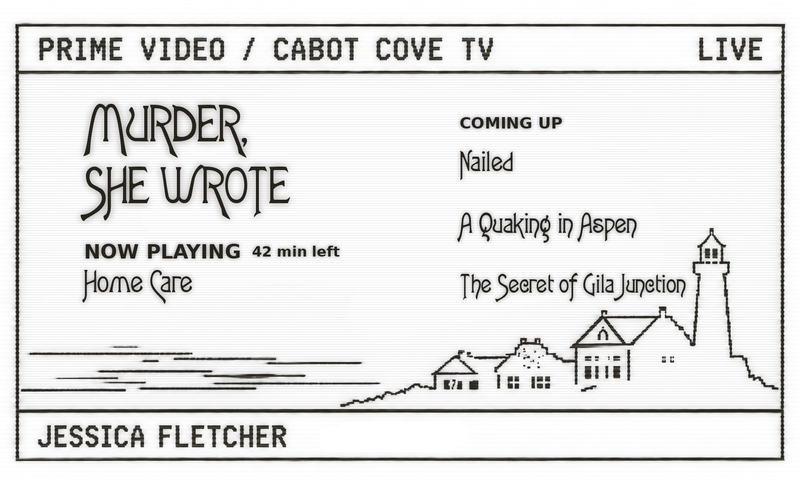 PRIME VIDEO / CABOT COVE TV
LIVE
MURDER,
SHE WROTE
NOW PLAYING 42 min left
Home Care
COMING UP
Nailed
A Quaking in Aspen
The Secret of Gila Junction
JESSICA FLETCHER